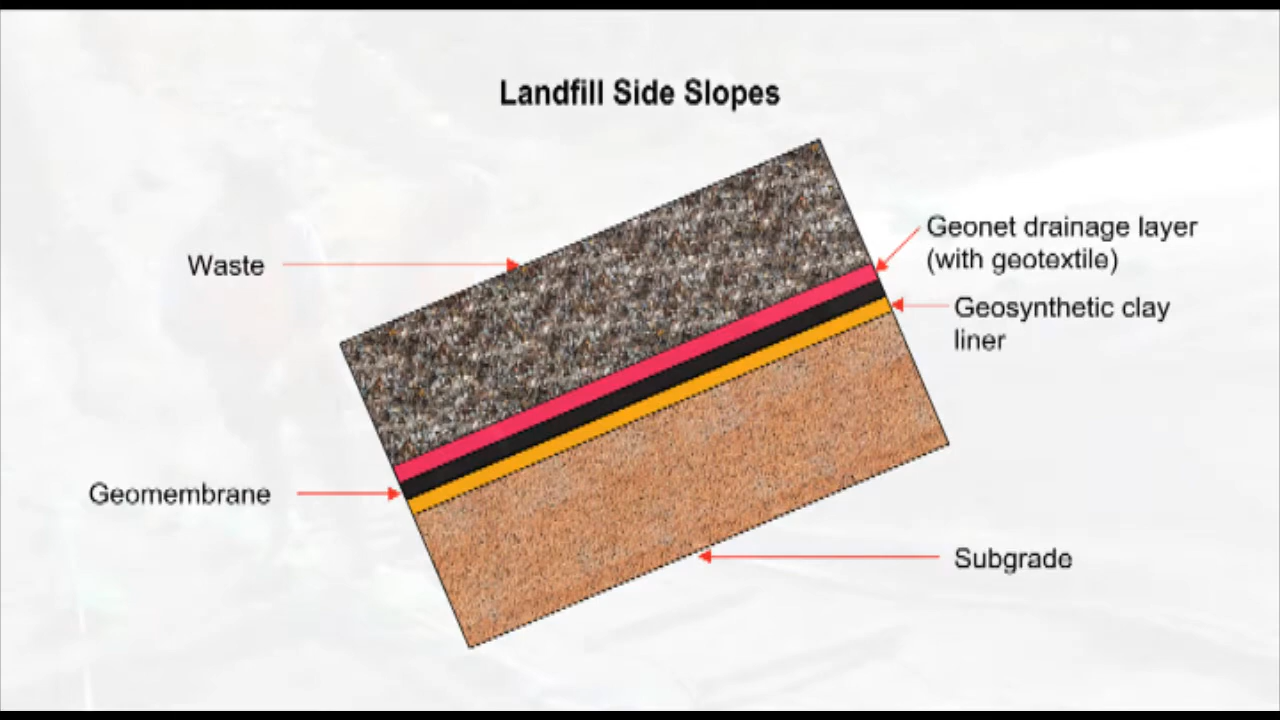 Landfill Side Slopes
Geonet drainage layer
(with geotextile)
Waste
Geosynthetic clay
liner
Geomembrane
Subgrade